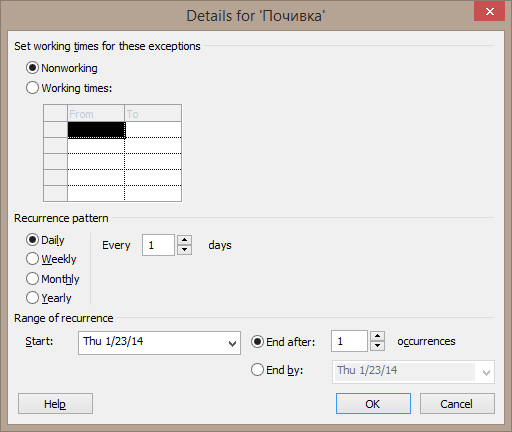 Details for 'Почивка'
Set working times for these exceptions
Nonworking
Working times:
From To
Recurrence pattern
Daily
Every 1 days
Weekly
Monthly
Yearly
Range of recurrence
Start: Thu 1/23/14 End after: 1 occurrences
End by: Thu 1/23/14
Help OK Cancel